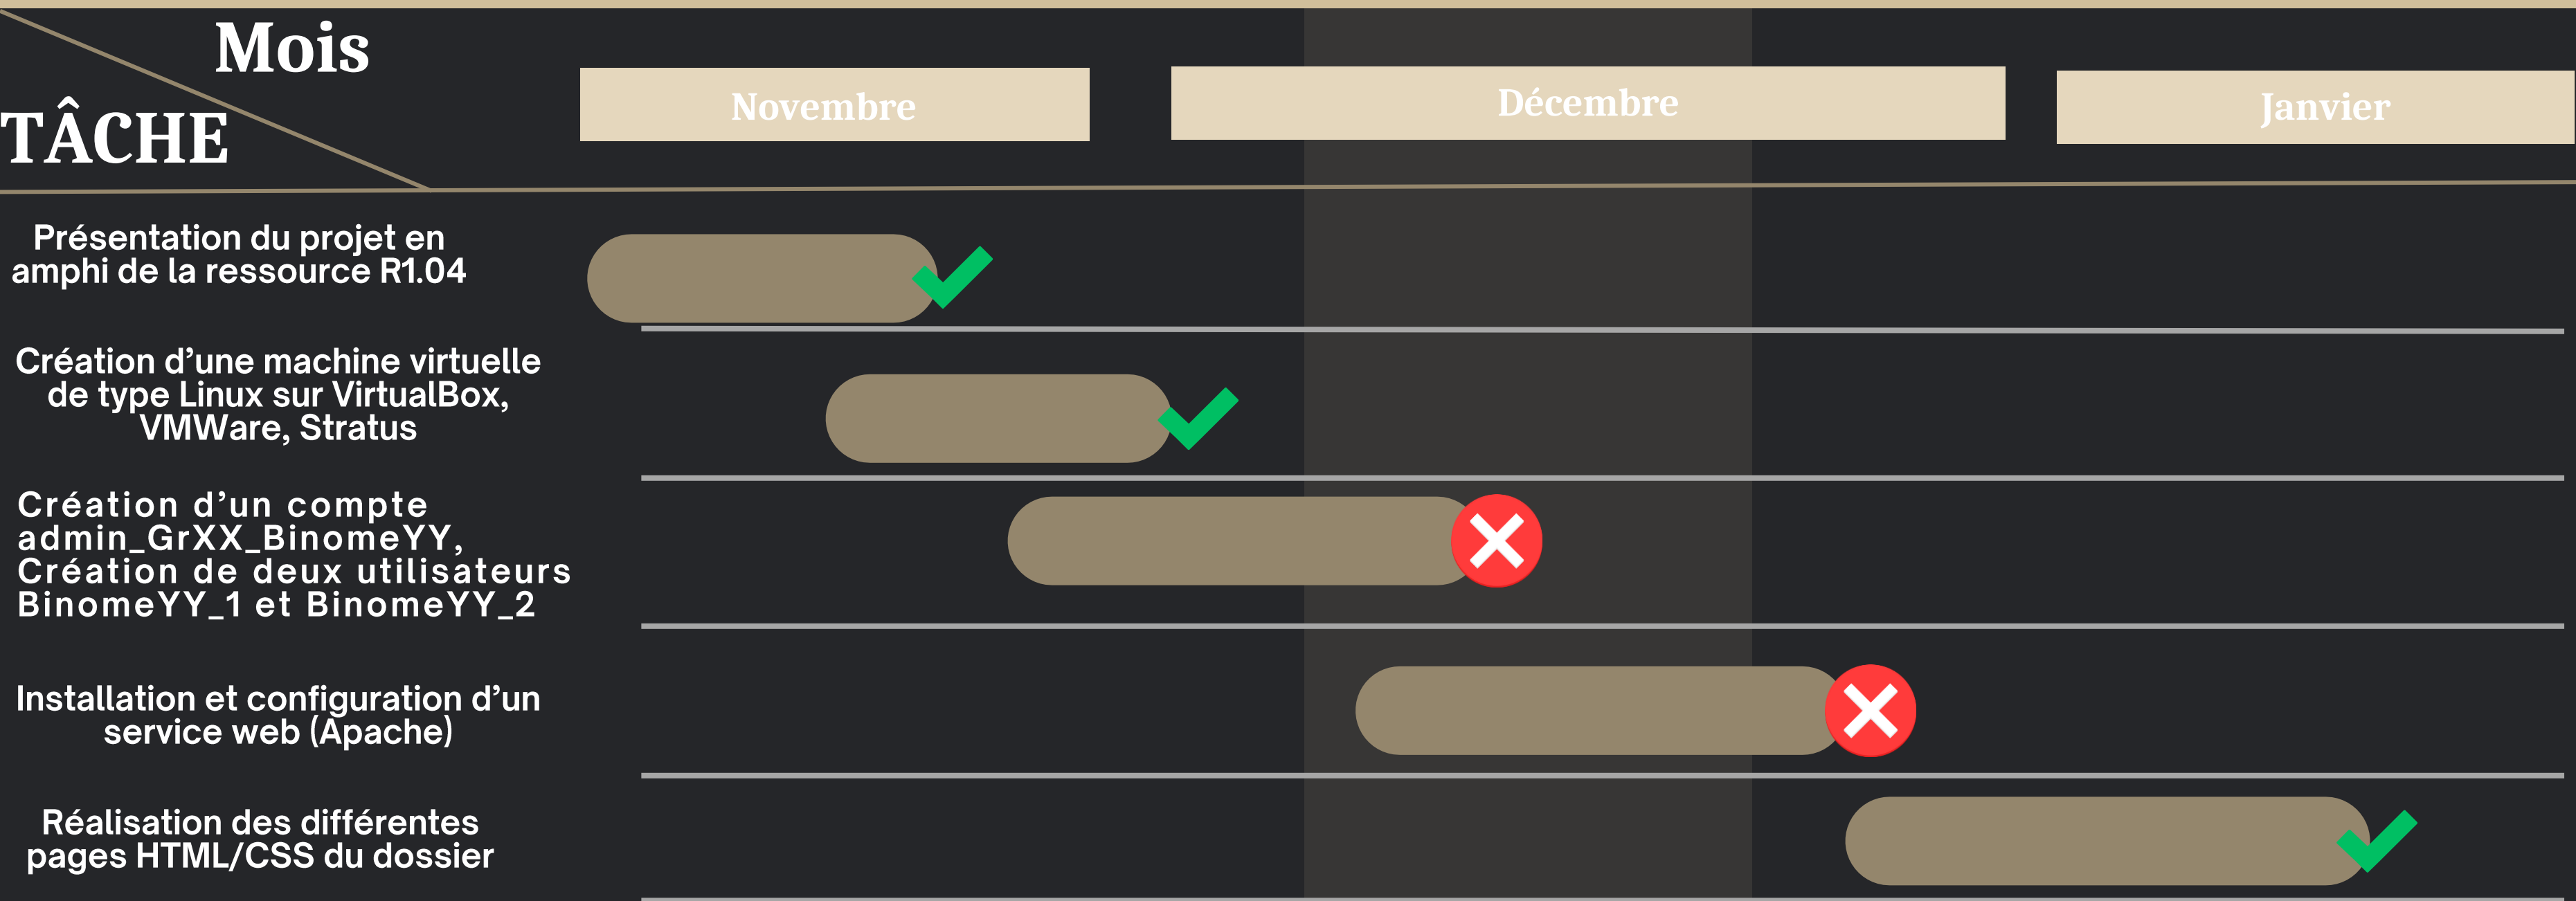 Mois
TÂCHE
Novembre
Décembre
Janvier
Présentation du projet en
amphi de la ressource R1.04
Création d’une machine virtuelle
de type Linux sur VirtualBox,
VMWare, Stratus
Création d’un compte
admin_GrXX_BinomeYY,
Création de deux utilisateurs
BinomeYY_1 et BinomeYY_2
Installation et configuration d’un
service web (Apache)
Réalisation des différentes
pages HTML/CSS du dossier